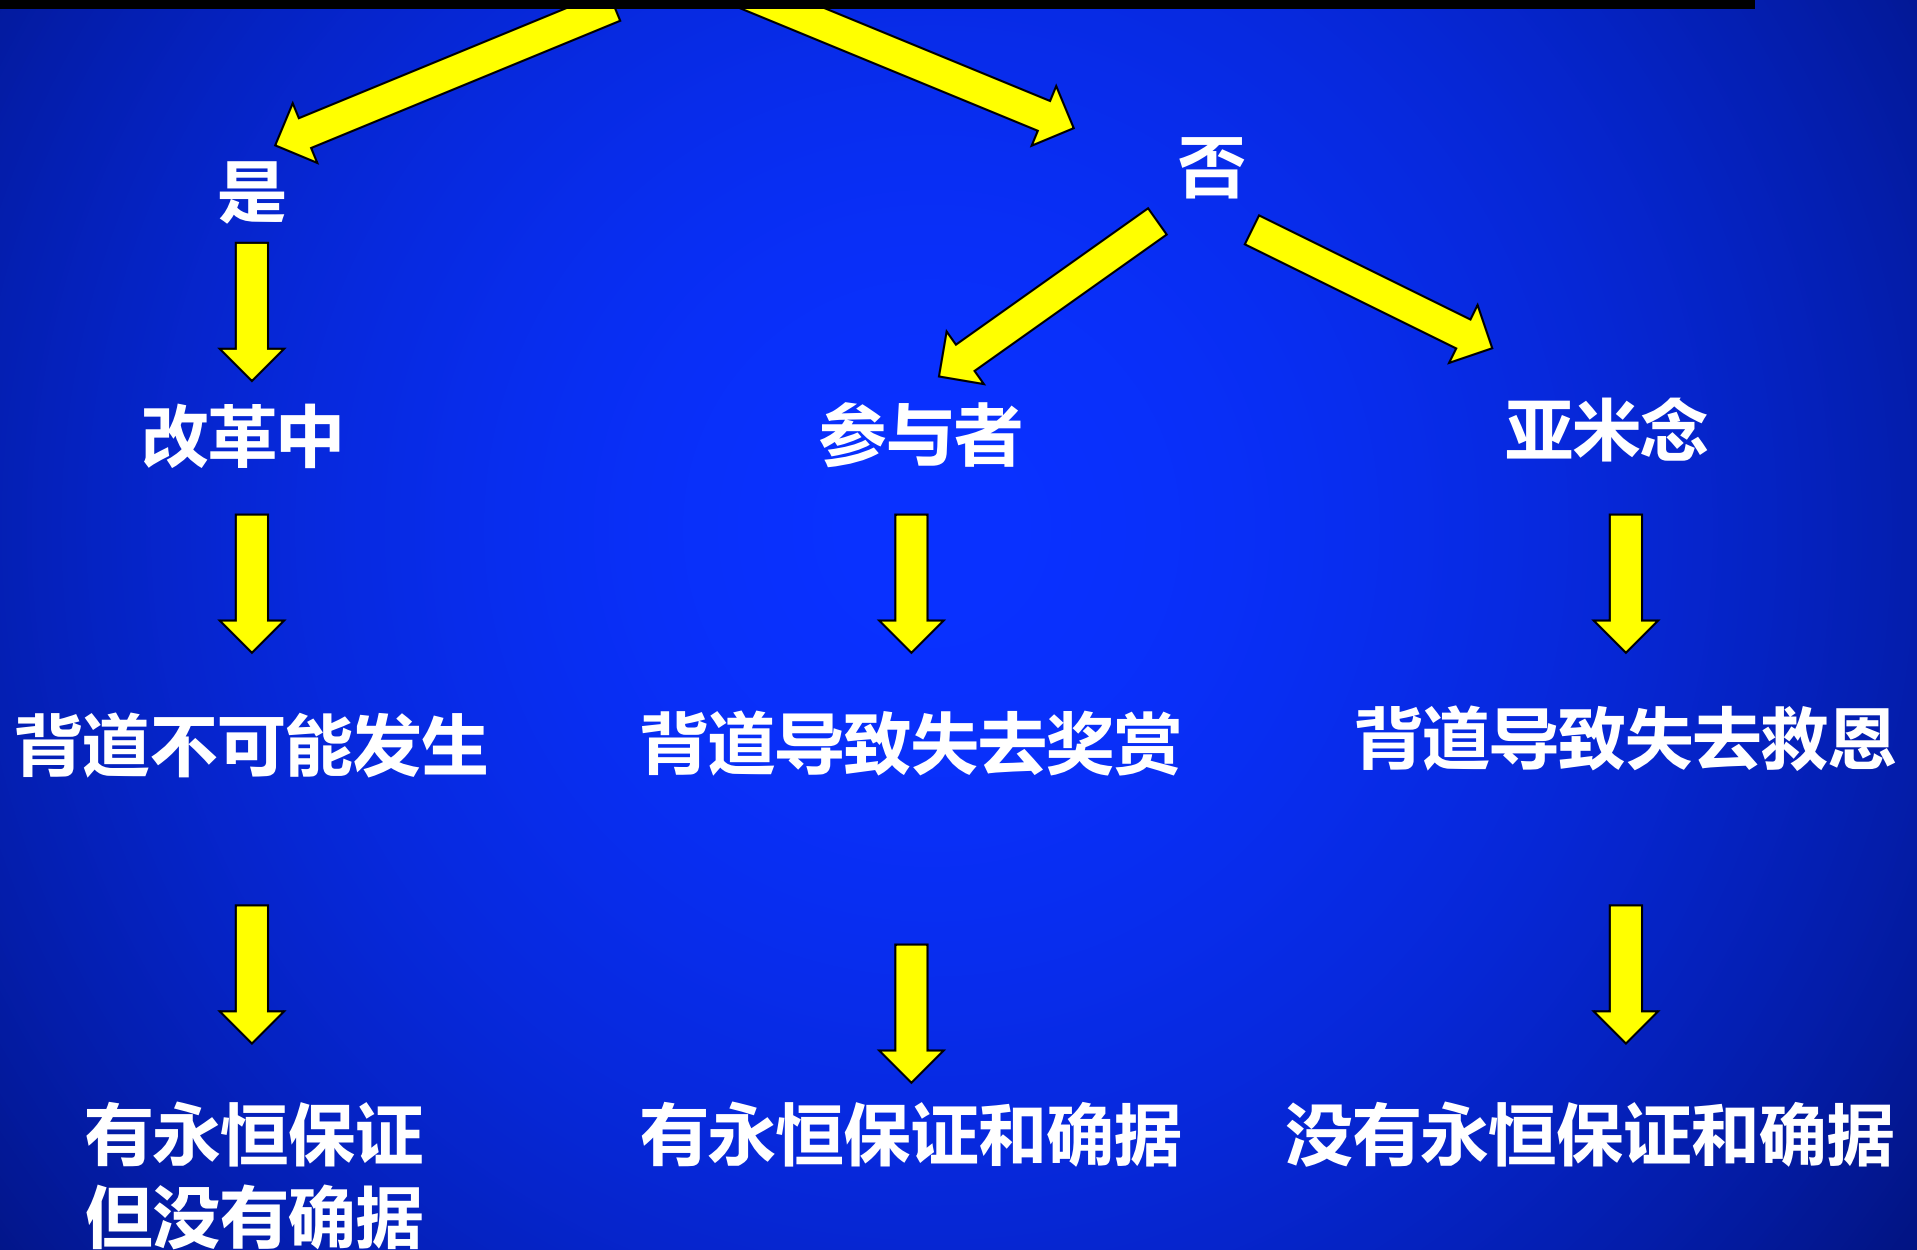 是
否
改革中
参与者
亚米念
背道不可能发生
背道导致失去奖赏
背道导致失去救恩
有永恒保证
但没有确据
有永恒保证和确据
没有永恒保证和确据